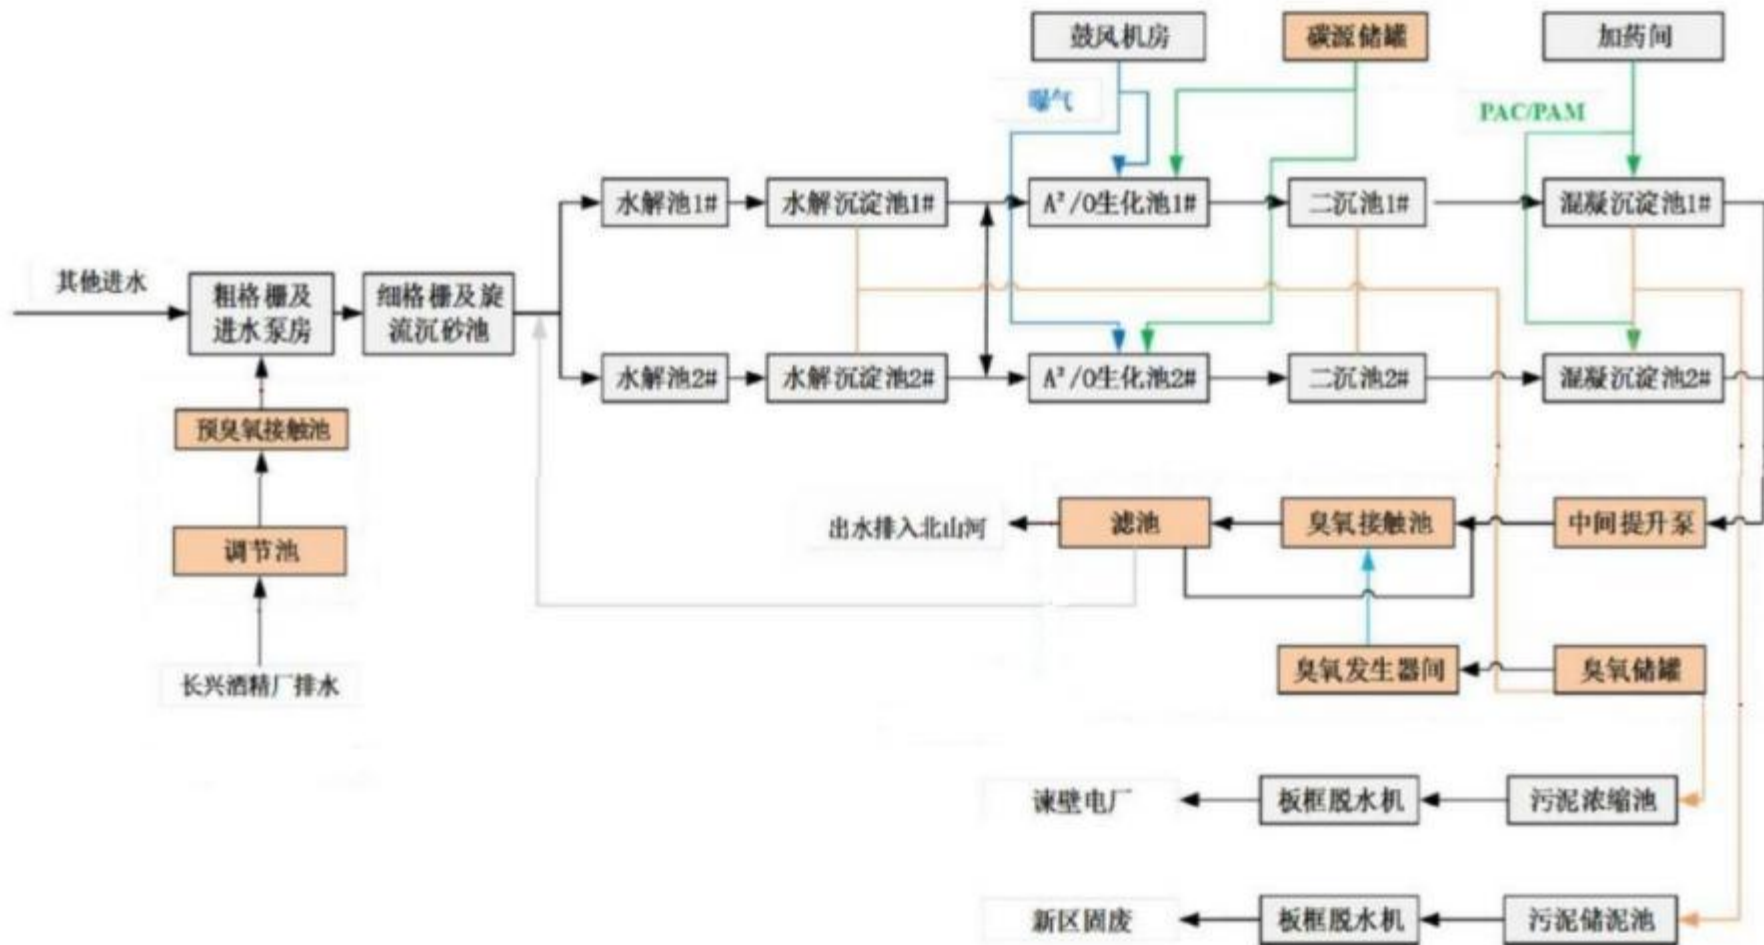 鼓风机房
碳源储罐
加药间
曝气
PAC/PAM
水解池1#
水解沉淀池1#
A²/O生化池1#
二沉池1#
混凝沉淀池1#
其他进水
粗格栅及
进水泵房
细格栅及旋
流沉砂池
水解池2#
水解沉淀池2#
A²/O生化池2#
二沉池2#
混凝沉淀池2#
预臭氧接触池
出水排入北山河
滤池
臭氧接触池
中间提升泵
调节池
长兴酒精厂排水
臭氧发生器间
臭氧储罐
谏壁电厂
板框脱水机
污泥浓缩池
新区固废
板框脱水机
污泥储泥池